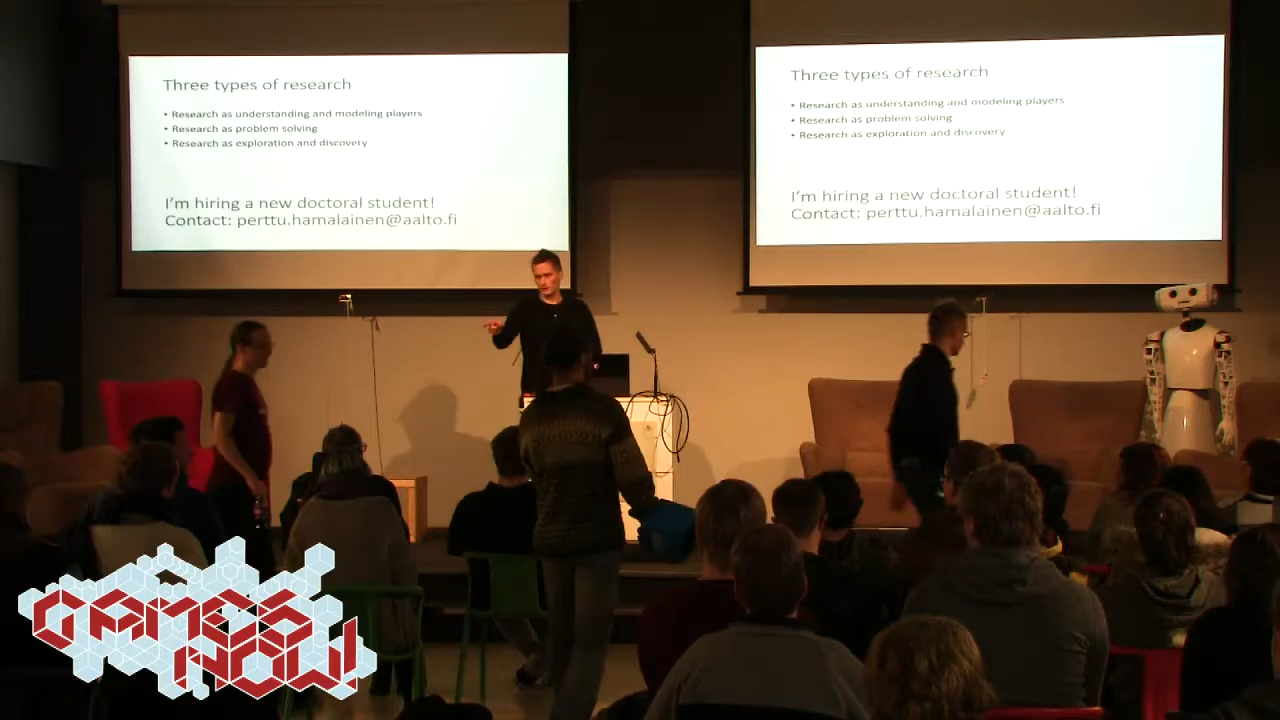 Three types of research
• Research as understanding and modeling players
• Research as problem solving
• Research as exploration and discovery
I'm hiring a new doctoral student!
Contact: perttu.hamalainen@aalto.fi
Three types of research
• Research as understanding and modeling players
• Research as problem solving
• Research as exploration and discovery
I'm hiring a new doctoral student!
Contact: perttu.hamalainen@aalto.fi
GAMES
NOW!